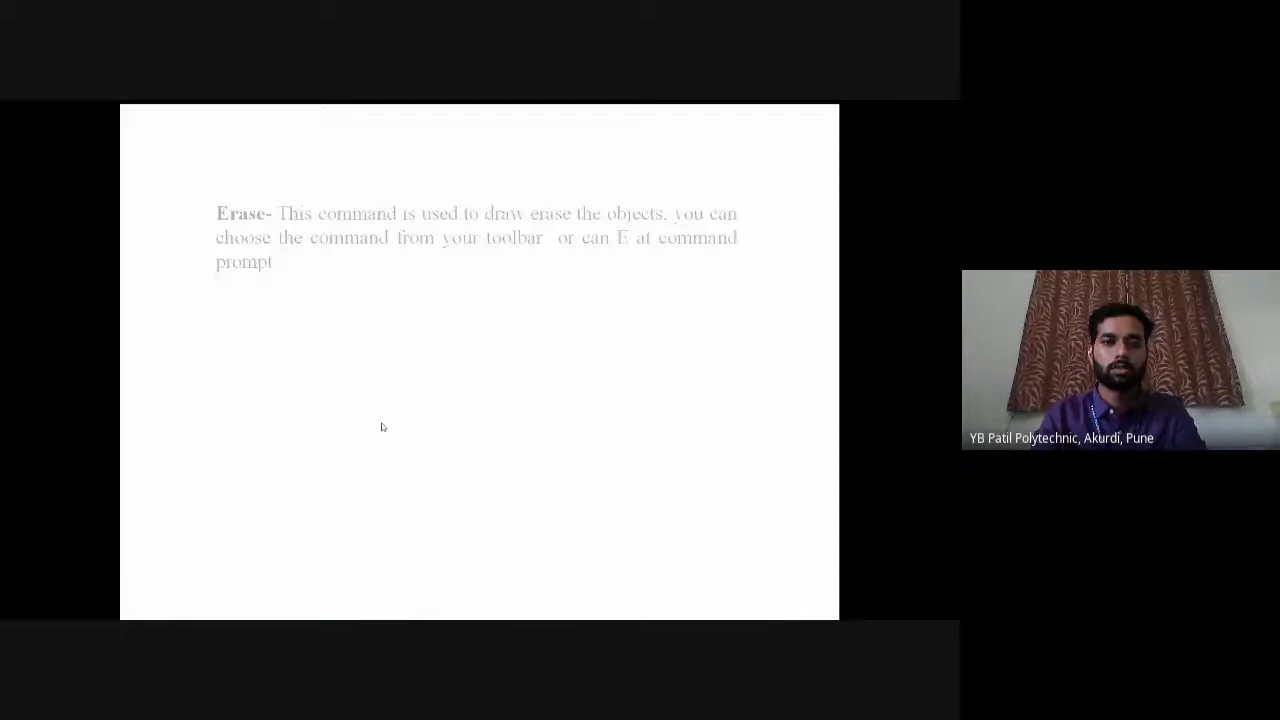 Erase- This command is used to draw erase the objects. you can
choose the command from your toolbar or can E at command
prompt
YB Patil Polytechnic, Akurdi, Pune